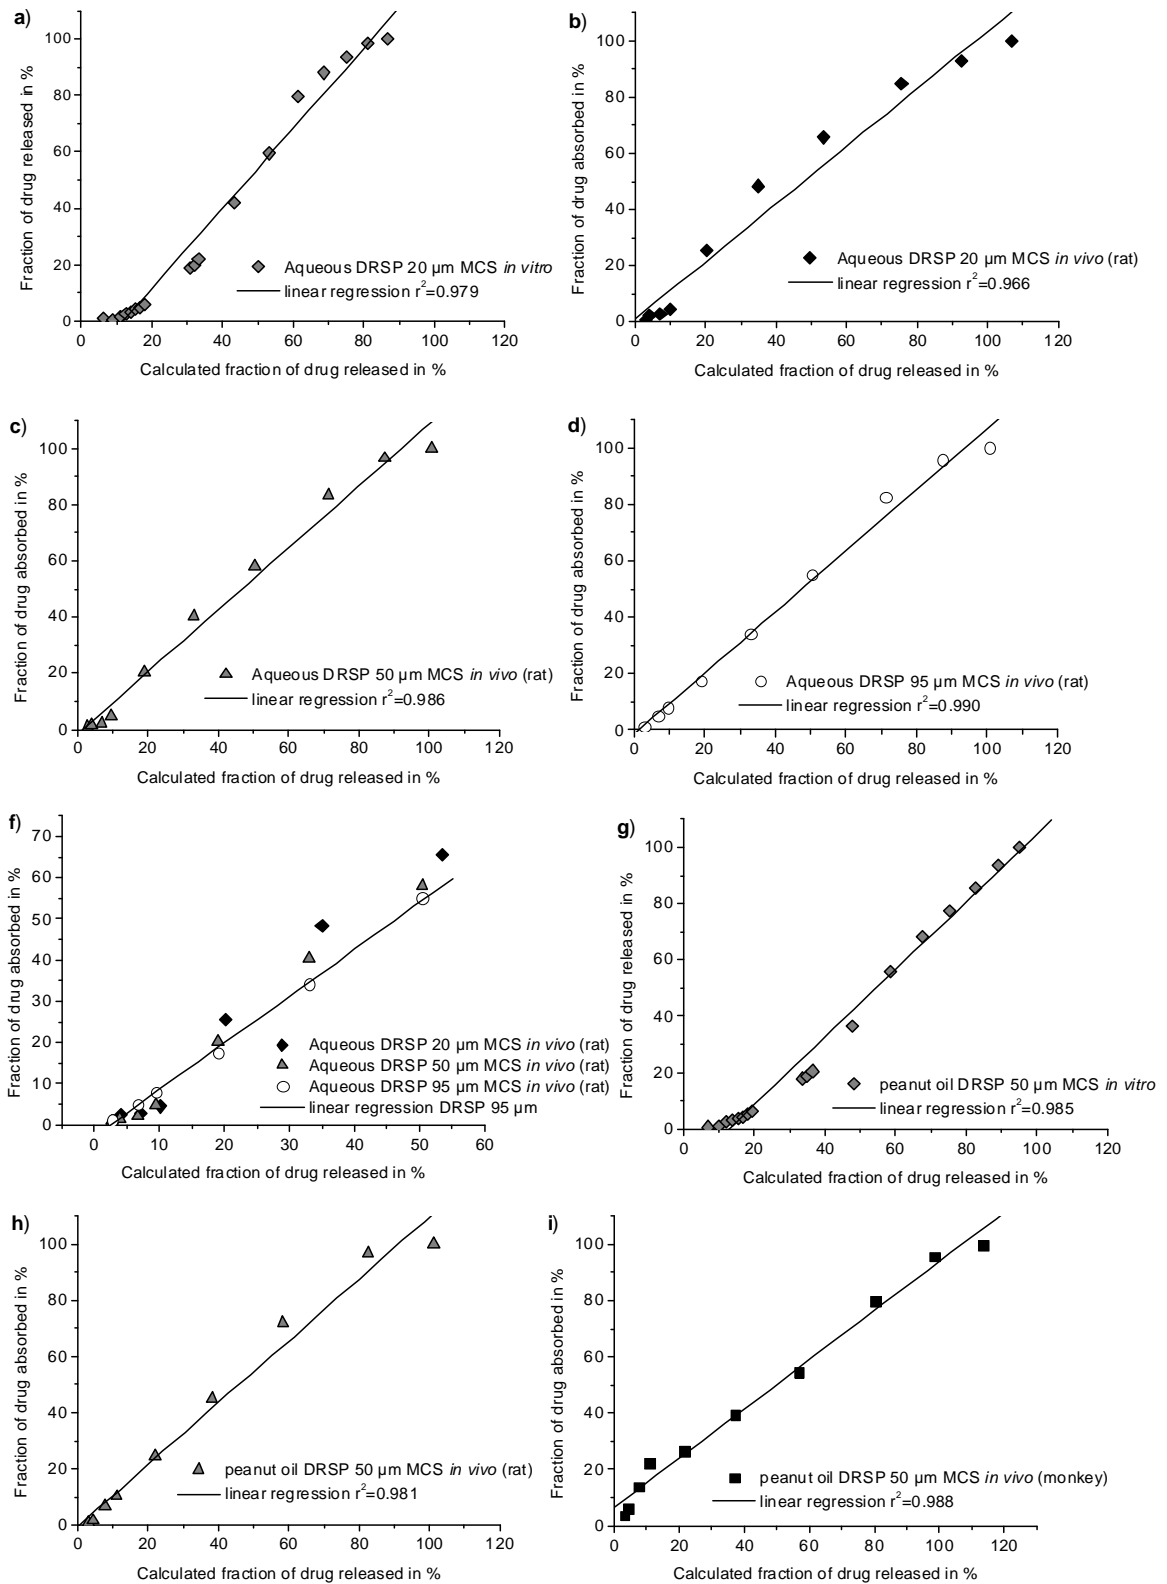 a)
Fraction of drug released in %
100
80
60
40
20
0
0 20 40 60 80 100 120
Aqueous DRSP 20 µm MCS in vitro
linear regression r²=0.979
Calculated fraction of drug released in %
b)
Fraction of drug absorbed in %
100
80
60
40
20
0
0 20 40 60 80 100 120
Aqueous DRSP 20 µm MCS in vivo (rat)
linear regression r²=0.966
Calculated fraction of drug released in %
c)
Fraction of drug absorbed in %
100
80
60
40
20
0
0 20 40 60 80 100 120
Aqueous DRSP 50 µm MCS in vivo (rat)
linear regression r²=0.986
Calculated fraction of drug released in %
d)
Fraction of drug absorbed in %
100
80
60
40
20
0
0 20 40 60 80 100 120
Aqueous DRSP 95 µm MCS in vivo (rat)
linear regression r²=0.990
Calculated fraction of drug released in %
f)
Fraction of drug absorbed in %
70
60
50
40
30
20
10
0
0 10 20 30 40 50 60
Aqueous DRSP 20 µm MCS in vivo (rat)
Aqueous DRSP 50 µm MCS in vivo (rat)
Aqueous DRSP 95 µm MCS in vivo (rat)
linear regression DRSP 95 µm
Calculated fraction of drug released in %
g)
Fraction of drug released in %
100
80
60
40
20
0
0 20 40 60 80 100 120
peanut oil DRSP 50 µm MCS in vitro
linear regression r²=0.985
Calculated fraction of drug released in %
h)
Fraction of drug absorbed in %
100
80
60
40
20
0
0 20 40 60 80 100 120
peanut oil DRSP 50 µm MCS in vivo (rat)
linear regression r²=0.981
Calculated fraction of drug released in %
i)
Fraction of drug absorbed in %
100
80
60
40
20
0
0 20 40 60 80 100 120
peanut oil DRSP 50 µm MCS in vivo (monkey)
linear regression r²=0.988
Calculated fraction of drug released in %